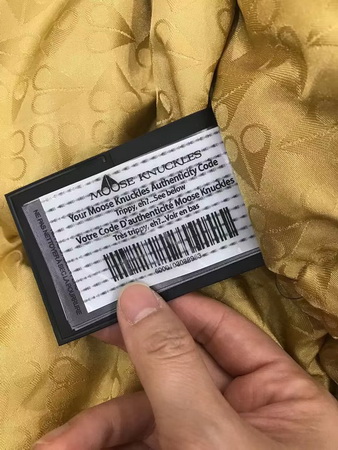 MOOSE KNUCKLES
Your Moose Knuckles Authenticity Code
Trippy, eh?...See below
Votre Code D'authenticité Moose Knuckles
Très trippy, eh?...Voir en bas